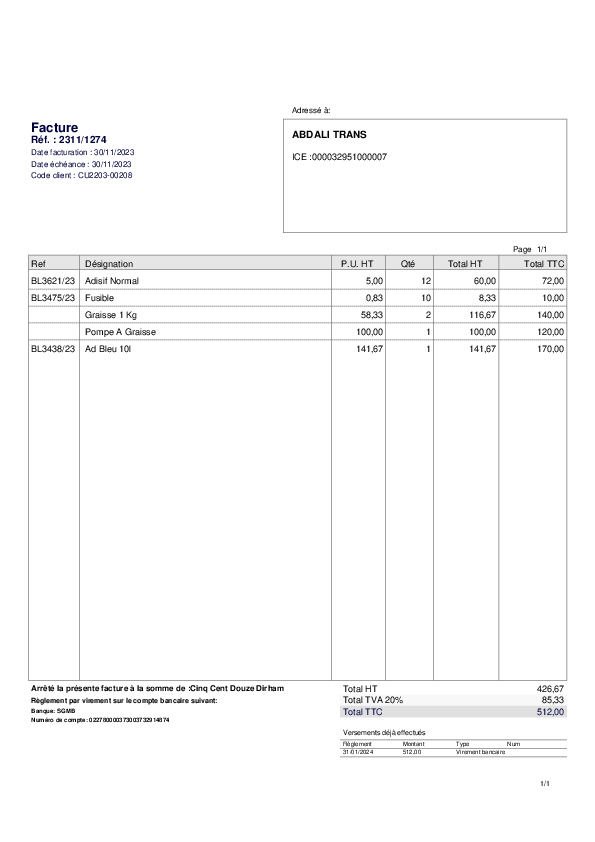 Adressé à:
Facture
Réf. : 2311/1274
Date facturation : 30/11/2023
Date échéance : 30/11/2023
Code client : CU2203-00208
ABDALI TRANS
ICE :000032951000007
Page 1/1
Ref Désignation P.U. HT Qté Total HT Total TTC
BL3621/23 Adisif Normal 5,00 12 60,00 72,00
BL3475/23 Fusible 0,83 10 8,33 10,00
Graisse 1 Kg 58,33 2 116,67 140,00
Pompe A Graisse 100,00 1 100,00 120,00
BL3438/23 Ad Bleu 10l 141,67 1 141,67 170,00
Arrêté la présente facture à la somme de :Cinq Cent Douze Dirham
Règlement par virement sur le compte bancaire suivant:
Banque: SGMB
Numéro de compte: 022780000373003732914874
Total HT 426,67
Total TVA 20% 85,33
Total TTC 512,00
Versements déjà effectués
Règlement Montant Type Num
31/01/2024 512,00 Virement bancaire
1/1